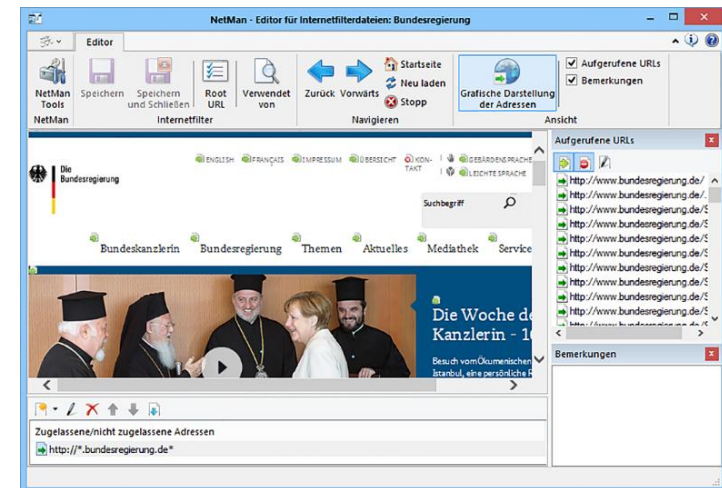 NetMan - Editor für Internetfilterdateien: Bundesregierung
Editor
NetMan Tools
Speichern
Speichern und Schließen
Root URL
Verwendet von
Zurück
Vorwärts
Startseite
Neu laden
Stopp
Grafische Darstellung der Adressen
Aufgerufene URLs
Bemerkungen
NetMan
Internetfilter
Navigieren
Ansicht
Die Bundesregierung
ENGLISH
FRANÇAIS
IMPRESSUM
ÜBERSICHT
KON-TAKT
GEBÄRDENSPRACHE
LEICHTE SPRACHE
Suchbegriff
Bundeskanzlerin
Bundesregierung
Themen
Aktuelles
Mediathek
Service
Die Woche de
Kanzlerin - 1
Besuch vom Ökumenischen
Istanbul, eine persönliche R
Aufgerufene URLs
http://www.bundesregierung.de/
http://www.bundesregierung.de/.
http://www.bundesregierung.de/S
http://www.bundesregierung.de/S
http://www.bundesregierung.de/S
http://www.bundesregierung.de/S
http://www.bundesregierung.de/S
http://www.bundesregierung.de/S
http://www.bundesregierung.de/S
http://www.bundesregierung.de/S
Bemerkungen
Zugelassene/nicht zugelassene Adressen
http://*.bundesregierung.de*